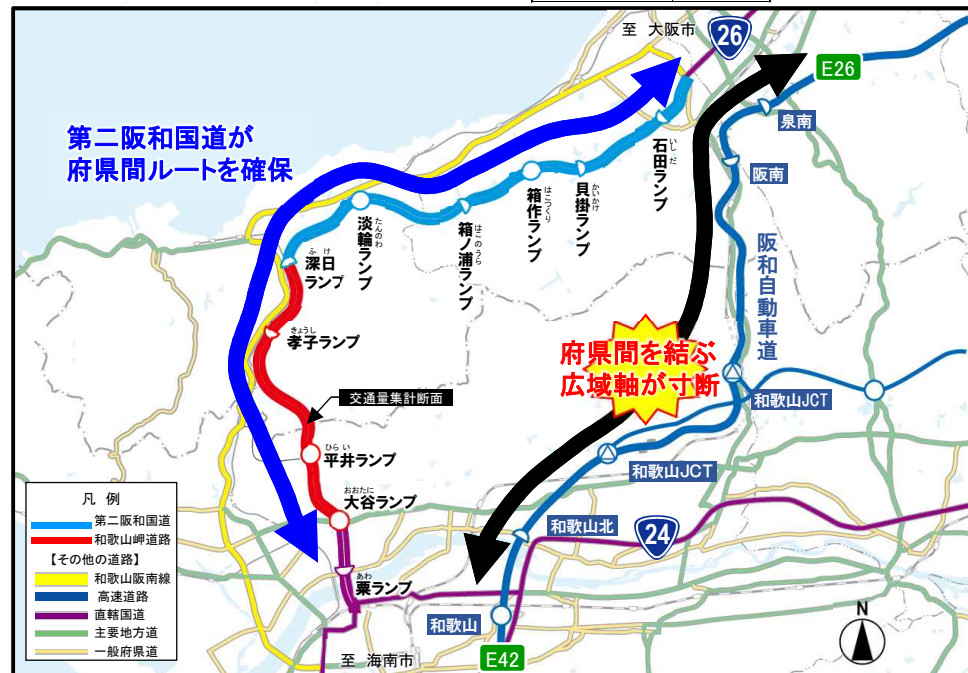 至 大阪市
26
E26
泉南
阪南
第二阪和国道が
府県間ルートを確保
いしだ
石田ランプ
かいかけ
貝掛ランプ
はこつくり
箱作ランプ
はこのうら
箱ノ浦ランプ
たんのわ
淡輪ランプ
ふけ
深日
ランプ
阪和自動車道
きょうし
孝子ランプ
府県間を結ぶ
広域軸が寸断
交通量集計断面
和歌山JCT
ひらい
平井ランプ
和歌山JCT
おおたに
大谷ランプ
和歌山北
24
あわ
粟ランプ
和歌山
至 海南市
E42
N
凡 例
第二阪和国道
和歌山岬道路
【その他の道路】
和歌山阪南線
高速道路
直轄国道
主要地方道
一般府県道